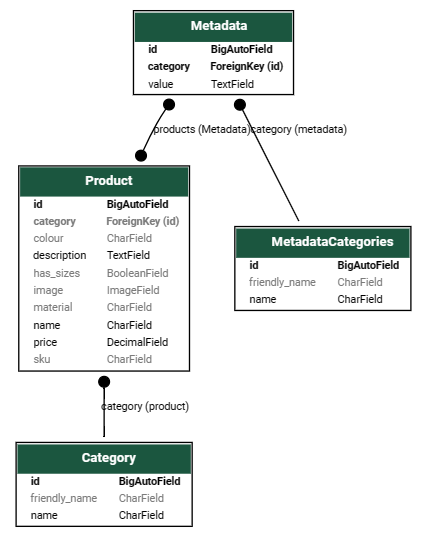 Metadata
id BigAutoField
category ForeignKey (id)
value TextField
products (Metadata)
category (metadata)
Product
id BigAutoField
category ForeignKey (id)
colour CharField
description TextField
has_sizes BooleanField
image ImageField
material CharField
name CharField
price DecimalField
sku CharField
MetadataCategories
id BigAutoField
friendly_name CharField
name CharField
category (product)
Category
id BigAutoField
friendly_name CharField
name CharField